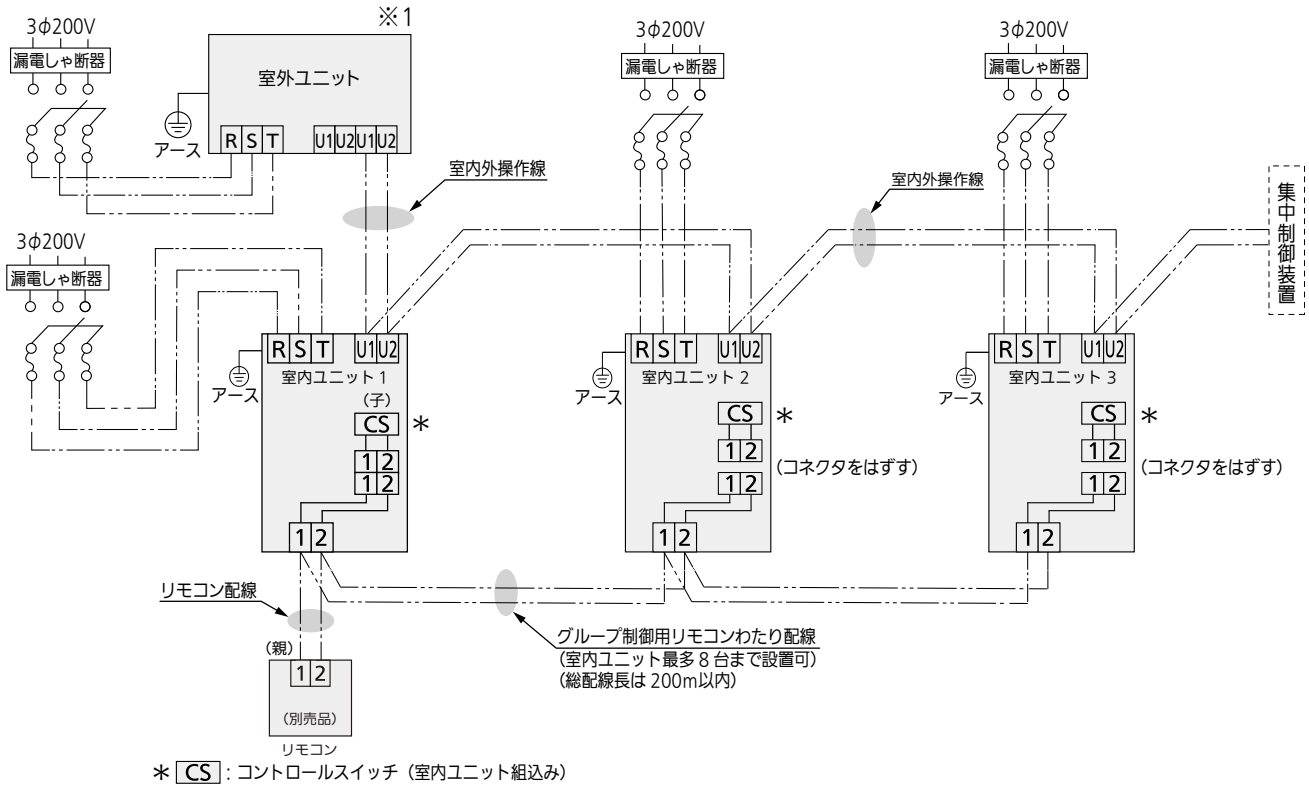 ※1
3φ200V
漏電しゃ断器
室外ユニット
アース
R S T
U1 U2 U1 U2
室内外操作線
3φ200V
漏電しゃ断器
3φ200V
漏電しゃ断器
室内外操作線
集中制御装置
3φ200V
漏電しゃ断器
R S T
U1 U2
室内ユニット 1
(子)
アース
CS
*
1 2
1 2
1 2
R S T
U1 U2
室内ユニット 2
アース
CS
*
1 2
(コネクタをはずす)
1 2
1 2
R S T
U1 U2
室内ユニット 3
アース
CS
*
1 2
(コネクタをはずす)
1 2
1 2
リモコン配線
グループ制御用リモコンわたり配線
(室内ユニット最多 8 台まで設置可)
(総配線長は 200m以内)
(親)
1 2
(別売品)
リモコン
* CS : コントロールスイッチ (室内ユニット組込み)